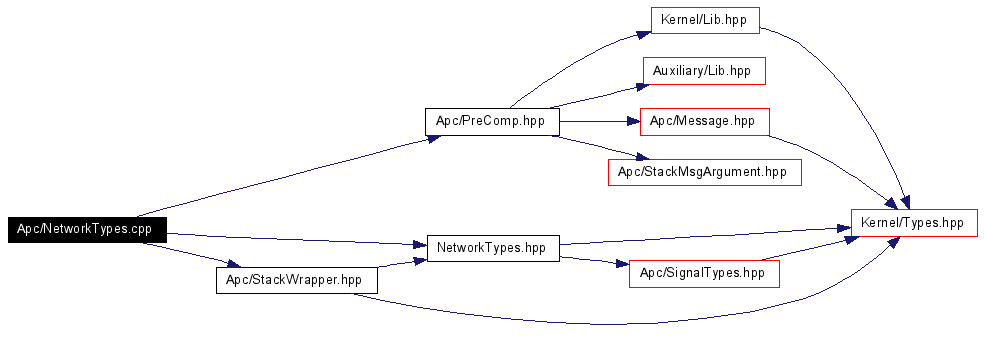 Kernel/Lib.hpp
Auxiliary/Lib.hpp
Apc/PreComp.hpp
Apc/Message.hpp
Apc/StackMsgArgument.hpp
Apc/NetworkTypes.cpp
Kernel/Types.hpp
NetworkTypes.hpp
Apc/SignalTypes.hpp
Apc/StackWrapper.hpp